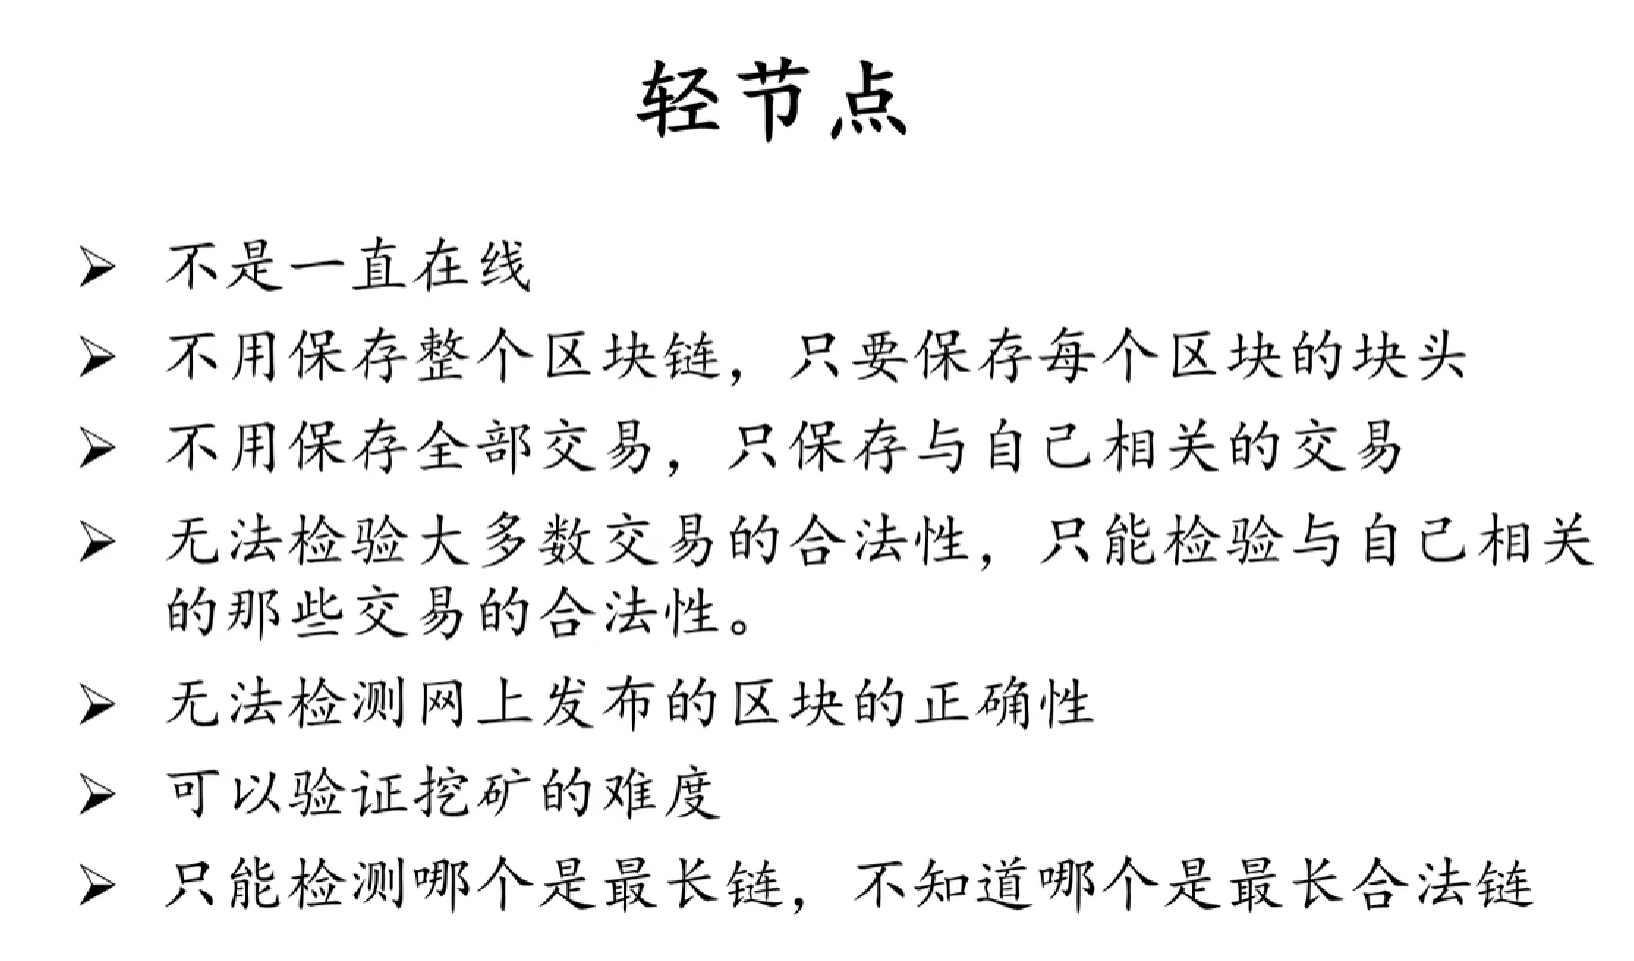 轻节点
➢ 不是一直在线
➢ 不用保存整个区块链，只要保存每个区块的块头
➢ 不用保存全部交易，只保存与自己相关的交易
➢ 无法检验大多数交易的合法性，只能检验与自己相关
的那些交易的合法性。
➢ 无法检测网上发布的区块的正确性
➢ 可以验证挖矿的难度
➢ 只能检测哪个是最长链，不知道哪个是最长合法链